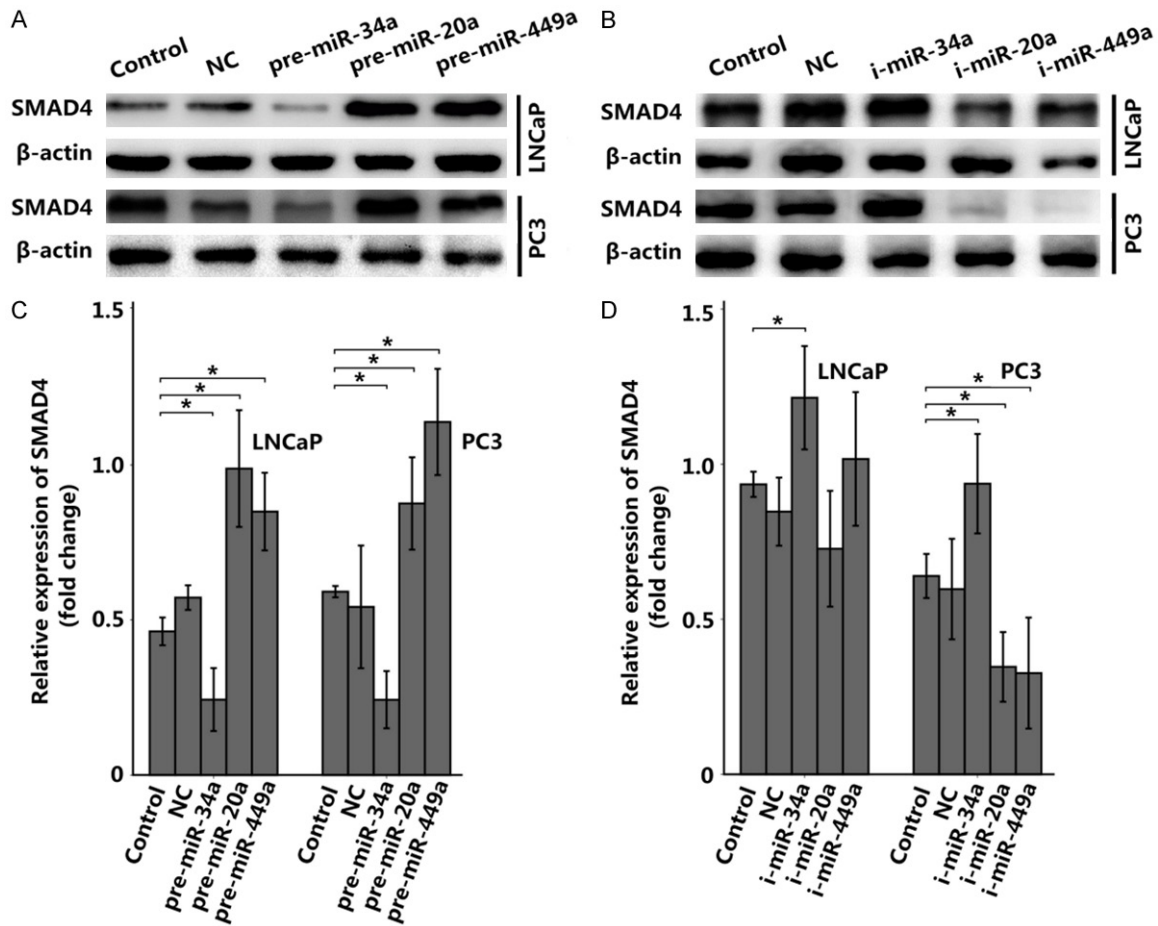 A
Control
NC
pre-miR-34a
pre-miR-20a
pre-miR-449a
SMAD4
β-actin
LNCaP
SMAD4
β-actin
PC3
B
Control
NC
i-miR-34a
i-miR-20a
i-miR-449a
SMAD4
β-actin
LNCaP
SMAD4
β-actin
PC3
C
Relative expression of SMAD4
(fold change)
1.5
1.0
0.5
0
*
*
*
LNCaP
*
*
*
PC3
Control
NC
pre-miR-34a
pre-miR-20a
pre-miR-449a
Control
NC
pre-miR-34a
pre-miR-20a
pre-miR-449a
D
Relative expression of SMAD4
(fold change)
1.5
1.0
0.5
0
*
LNCaP
*
*
*
PC3
Control
NC
i-miR-34a
i-miR-20a
i-miR-449a
Control
NC
i-miR-34a
i-miR-20a
i-miR-449a